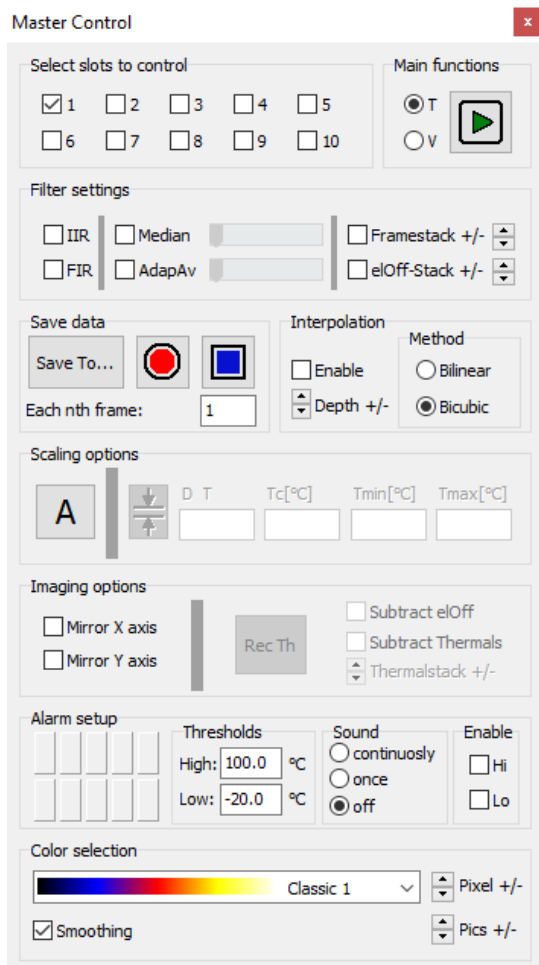 Master Control
x
Select slots to control
Main functions
1 2 3 4 5
T
6 7 8 9 10
V
Filter settings
IIR Median Framestack +/-
FIR AdapAv elOff-Stack +/-
Save data
Interpolation
Method
Save To...
Enable
Bilinear
Depth +/-
Bicubic
Each nth frame: 1
Scaling options
A
D T Tc[°C] Tmin[°C] Tmax[°C]
Imaging options
Mirror X axis
Mirror Y axis
Rec Th
Subtract elOff
Subtract Thermals
Thermalstack +/-
Alarm setup
Thresholds
High: 100.0 °C
Low: -20.0 °C
Sound
continuosly
once
off
Enable
Hi
Lo
Color selection
Classic 1
Pixel +/-
Smoothing
Pics +/-